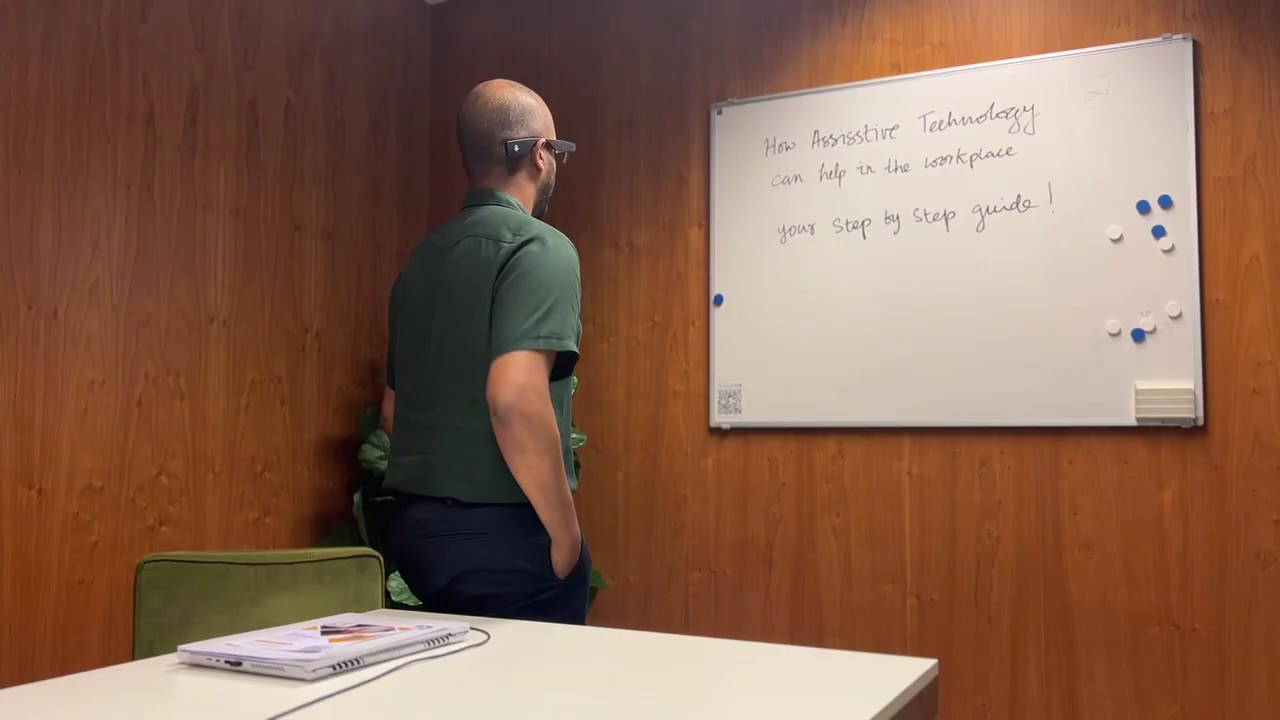 How Assisstive Technology
can help in the workplace
your Step by Step guide!